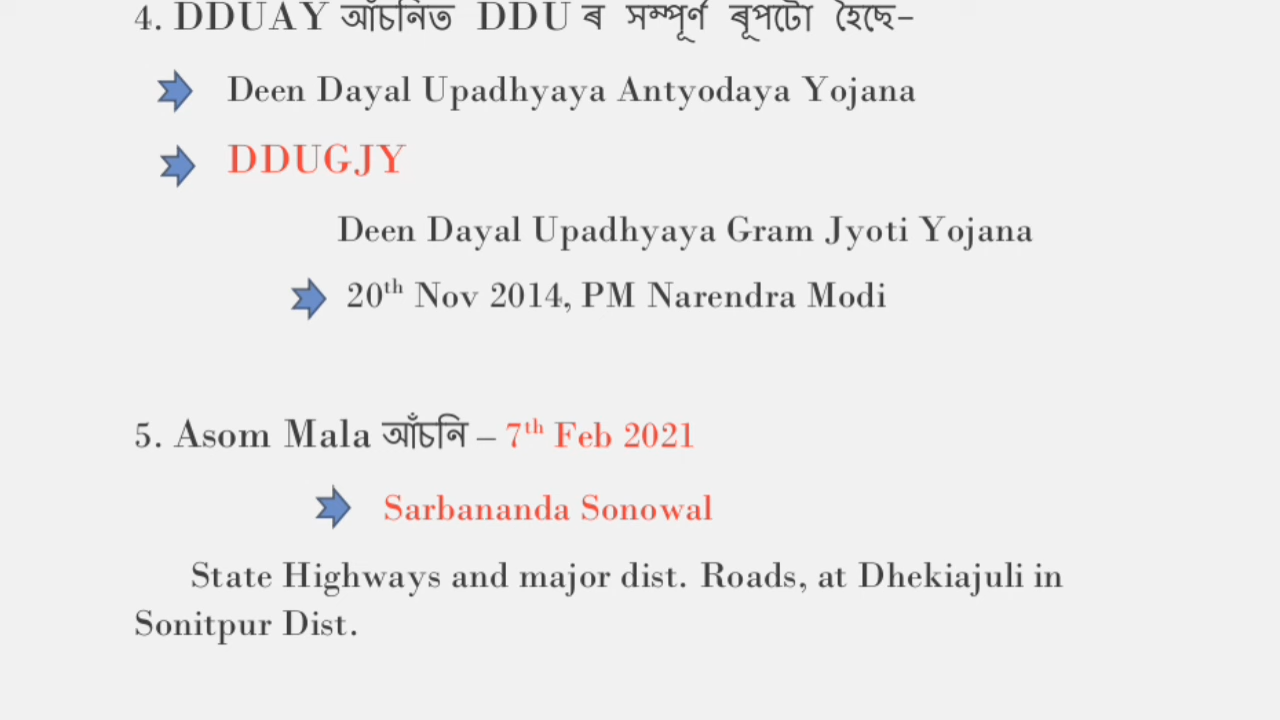 4. DDUAY আঁচনিত DDU ৰ সম্পূৰ্ণ ৰূপটো হৈছে-
Deen Dayal Upadhyaya Antyodaya Yojana
DDUGJY
Deen Dayal Upadhyaya Gram Jyoti Yojana
20th Nov 2014, PM Narendra Modi
5. Asom Mala আঁচনি – 7th Feb 2021
Sarbananda Sonowal
State Highways and major dist. Roads, at Dhekiajuli in
Sonitpur Dist.